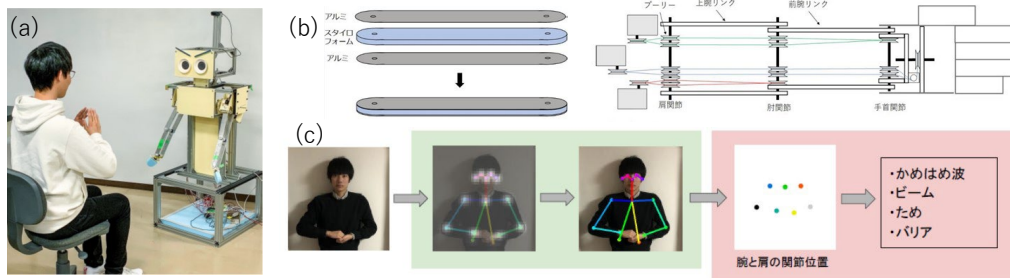 (a)
(b)
アルミ
スタイロ
フォーム
アルミ
プーリー
上腕リンク
前腕リンク
肩関節
肘関節
手首関節
(c)
腕と肩の関節位置
・かめはめ波
・ビーム
・ため
・バリア